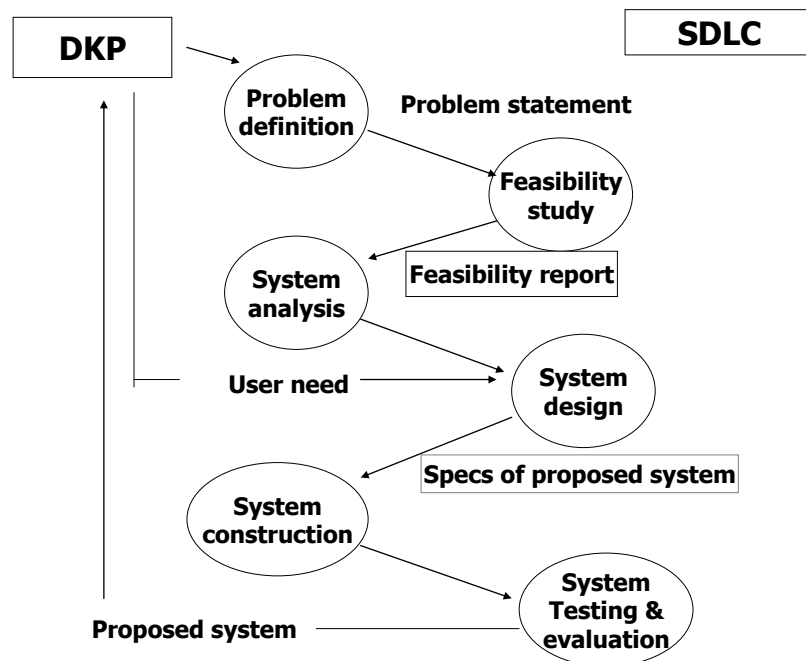 DKP
SDLC
Problem
definition
Problem statement
Feasibility
study
Feasibility report
System
analysis
User need
System
design
Specs of proposed system
System
construction
System
Testing &
evaluation
Proposed system